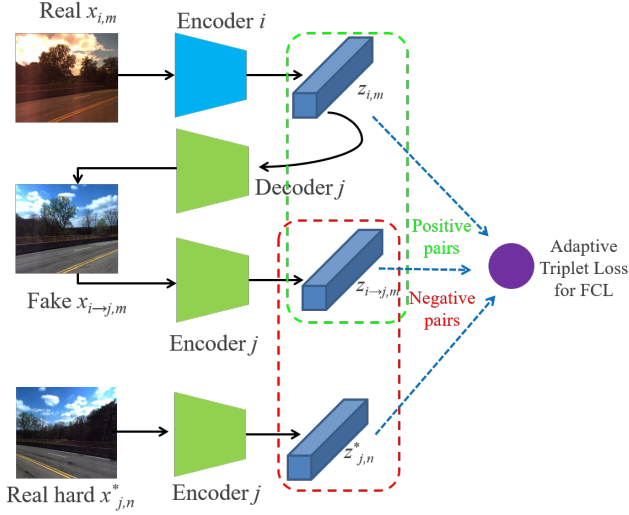 Real x_{i,m}
Encoder i
z_{i,m}
Decoder j
Positive
pairs
Adaptive
Triplet Loss
for FCL
Fake x_{i→j,m}
Encoder j
z_{i→j,m}
Negative
pairs
Real hard x^*_{j,n}
Encoder j
z^*_{j,n}